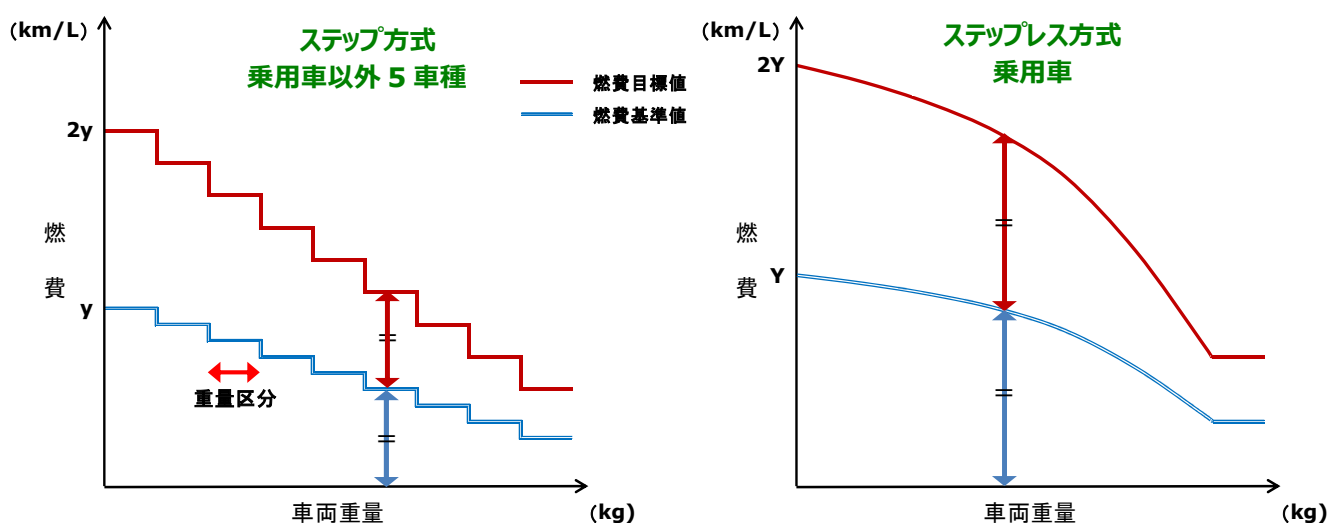 (km/L)
ステップ方式
乗用車以外 5 車種
燃費目標値
燃費基準値
2y
燃
費
y
重量区分
=
=
車両重量
(kg)
(km/L)
ステップレス方式
乗用車
2Y
燃
費
Y
=
=
車両重量
(kg)